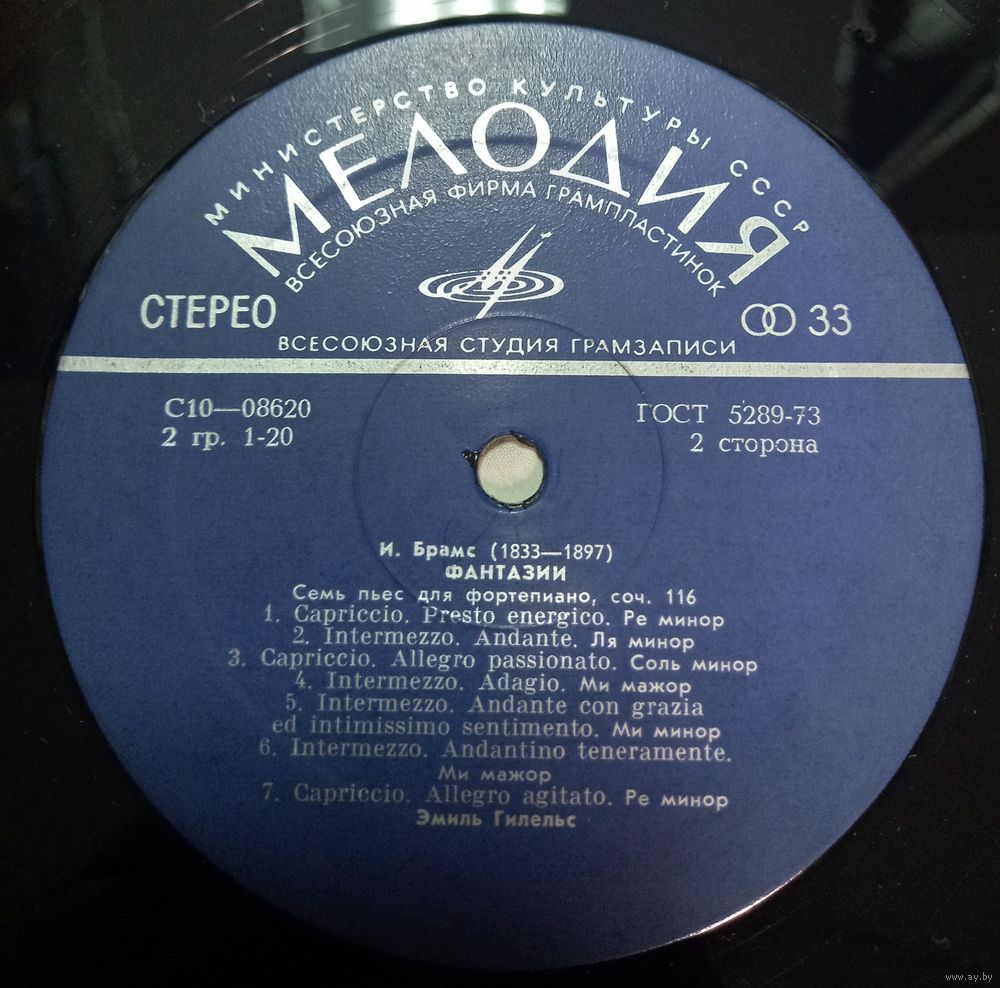 МИНИСТЕРСТВО КУЛЬТУРЫ СССР
МЕЛОДИЯ
ВСЕСОЮЗНАЯ ФИРМА ГРАМПЛАСТИНОК
СТЕРЕО
33
ВСЕСОЮЗНАЯ СТУДИЯ ГРАМЗАПИСИ
С10—08620
ГОСТ 5289-73
2 гр. 1-20
2 сторона
И. Брамс (1833—1897)
ФАНТАЗИИ
Семь пьес для фортепиано, соч. 116
1. Capriccio. Presto energico. Ре минор
2. Intermezzo. Andante. Ля минор
3. Capriccio. Allegro passionato. Соль минор
4. Intermezzo. Adagio. Ми мажор
5. Intermezzo. Andante con grazia
ed intimissimo sentimento. Ми минор
6. Intermezzo. Andantino teneramente.
Ми мажор
7. Capriccio. Allegro agitato. Ре минор
Эмиль Гилельс
www.ay.by